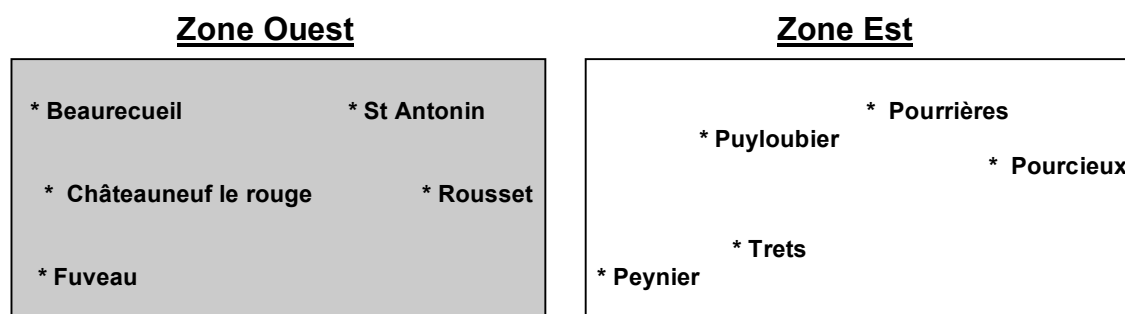 Zone Ouest
* Beaurecueil
* St Antonin
* Châteauneuf le rouge
* Rousset
* Fuveau
Zone Est
* Pourrières
* Puyloubier
* Pourcieux
* Trets
* Peynier